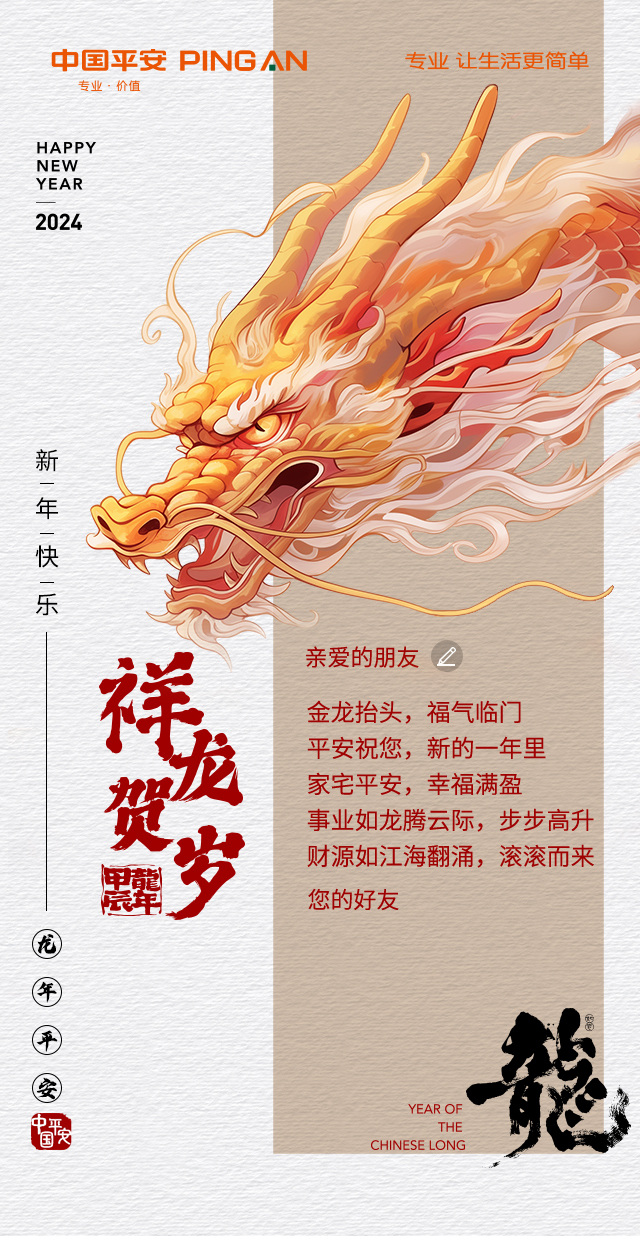 中国平安 PING AN
专业·价值
专业 让生活更简单
HAPPY
NEW
YEAR
2024
新年快乐
祥龙贺岁
甲辰龍年
亲爱的朋友
金龙抬头，福气临门
平安祝您，新的一年里
家宅平安，幸福满盈
事业如龙腾云际，步步高升
财源如江海翻涌，滚滚而来
您的好友
龙年平安
中国平安
龍
YEAR OF
THE
CHINESE LONG